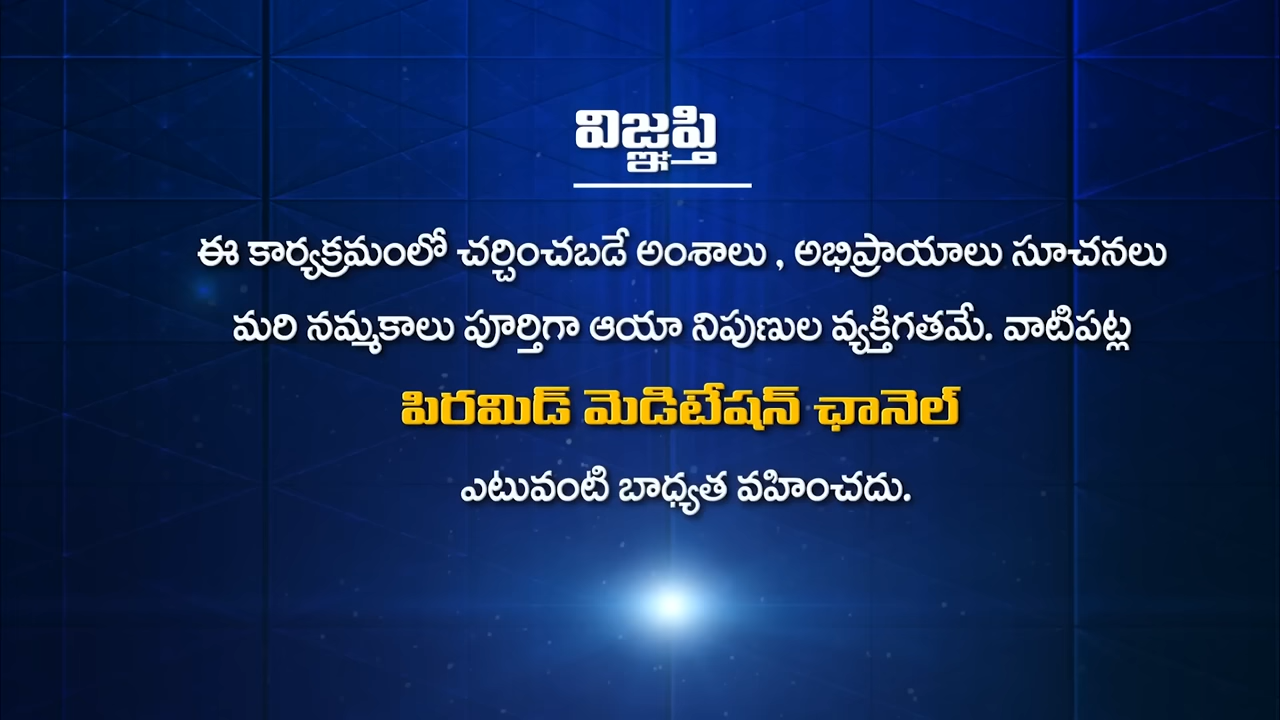 విజ్ఞప్తి
ఈ కార్యక్రమంలో చర్చించబడే అంశాలు , అభిప్రాయాలు సూచనలు
మరి నమ్మకాలు పూర్తిగా ఆయా నిపుణుల వ్యక్తిగతమే. వాటిపట్ల
పిరమిడ్ మెడిటేషన్ ఛానెల్
ఎటువంటి బాధ్యత వహించదు.